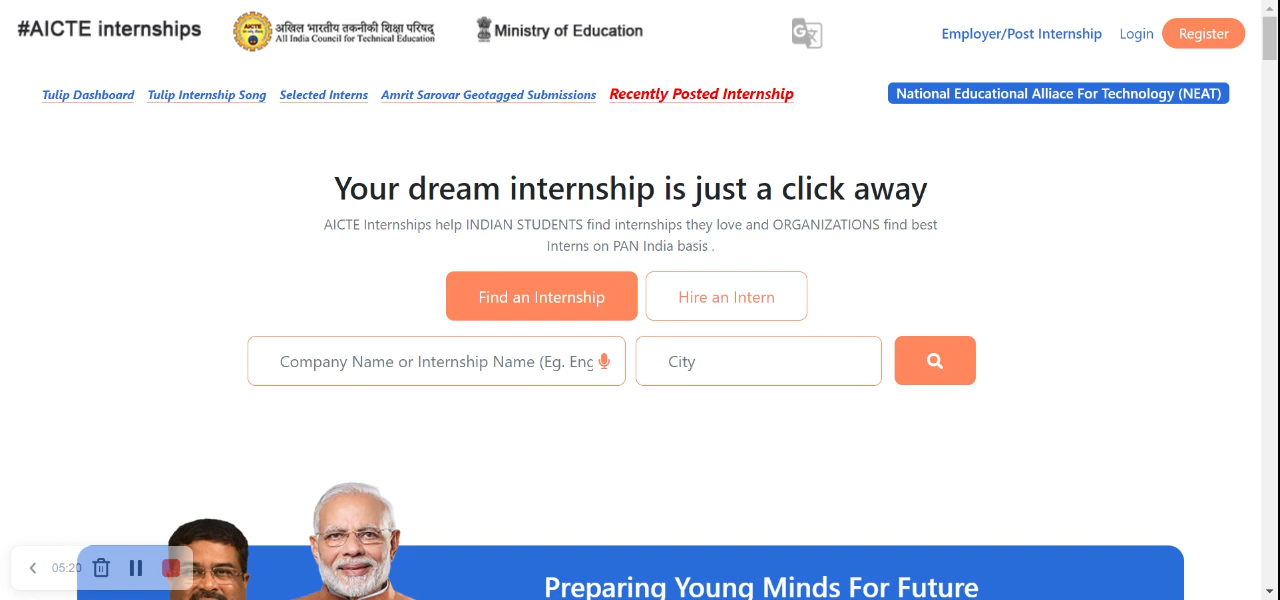 #AICTE internships
अखिल भारतीय तकनीकी शिक्षा परिषद्
All India Council for Technical Education
Ministry of Education
Employer/Post Internship
Login
Register
Tulip Dashboard
Tulip Internship Song
Selected Interns
Amrit Sarovar Geotagged Submissions
Recently Posted Internship
National Educational Alliace For Technology (NEAT)
Your dream internship is just a click away
AICTE Internships help INDIAN STUDENTS find internships they love and ORGANIZATIONS find best
Interns on PAN India basis .
Find an Internship
Hire an Intern
Company Name or Internship Name (Eg. Eng
City
05:20
Preparing Young Minds For Future